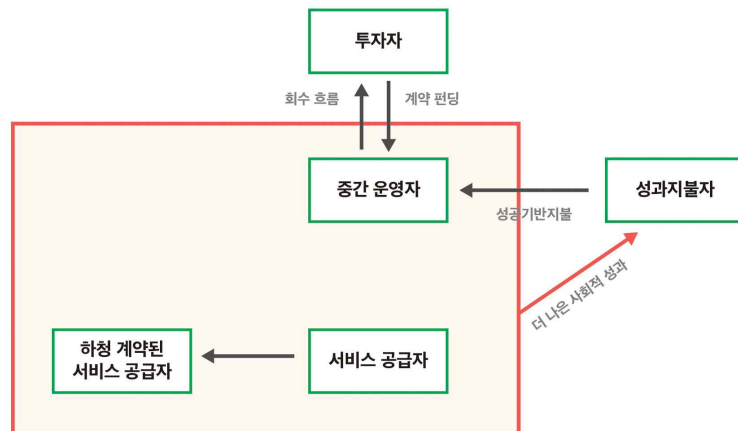 투자자
회수 흐름
계약 펀딩
중간 운영자
성과지불자
성공기반지불
더 나은 사회적 성과
하청 계약된
서비스 공급자
서비스 공급자